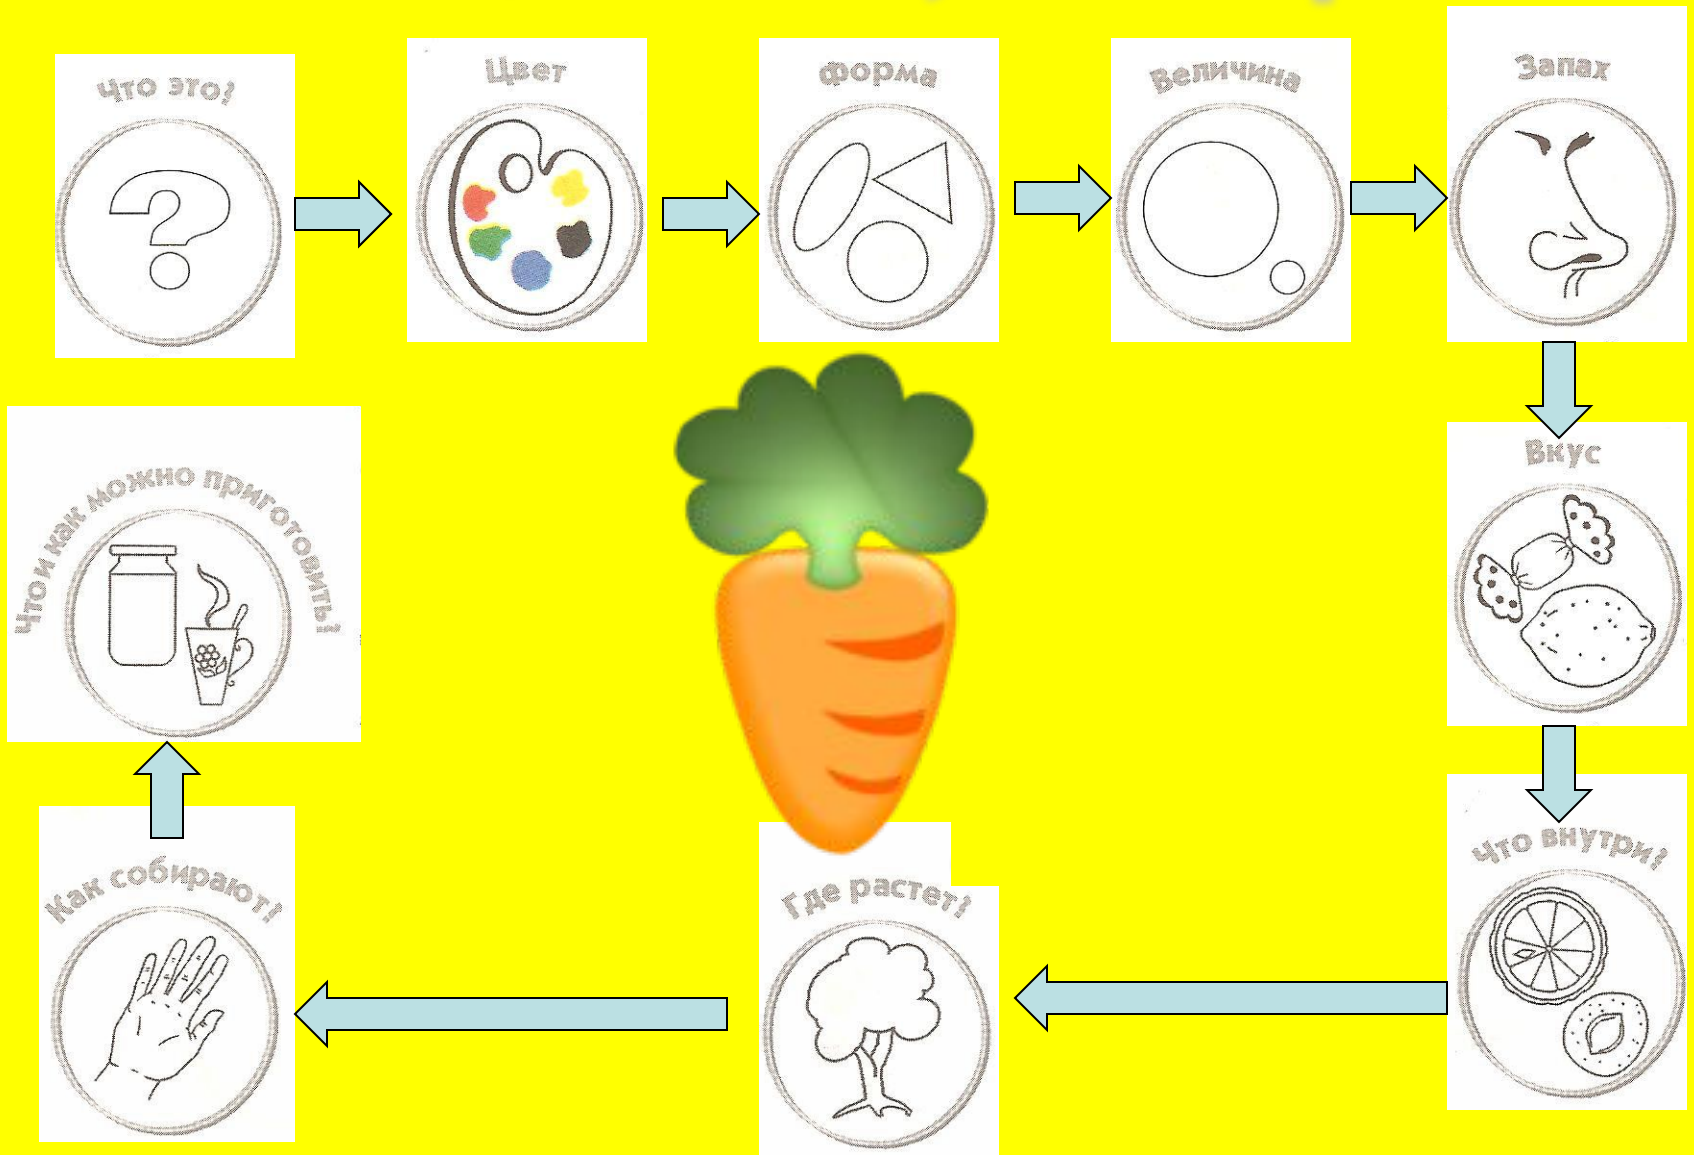 Что это?
Цвет
Форма
Величина
Запах
Вкус
Что внутри?
Где растет?
Как собирают?
Что и как можно приготовить?